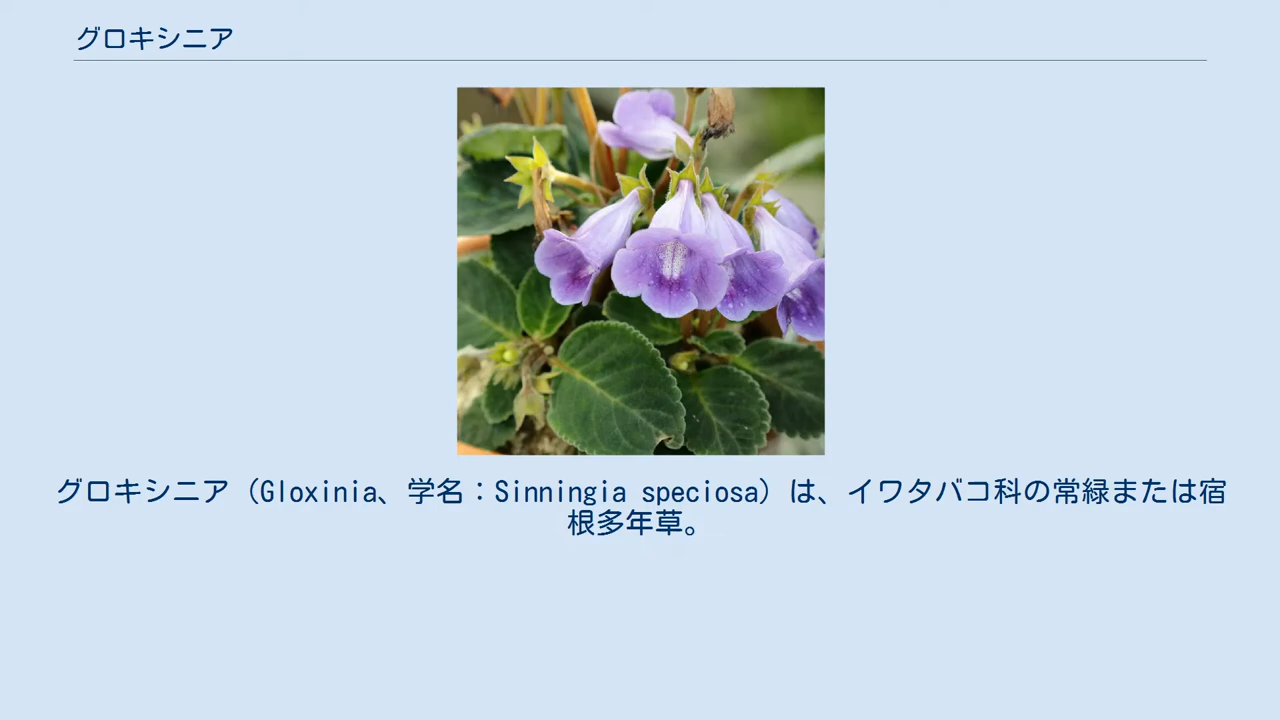 グロキシニア
グロキシニア（Gloxinia、学名：Sinningia speciosa）は、イワタバコ科の常緑または宿
根多年草。